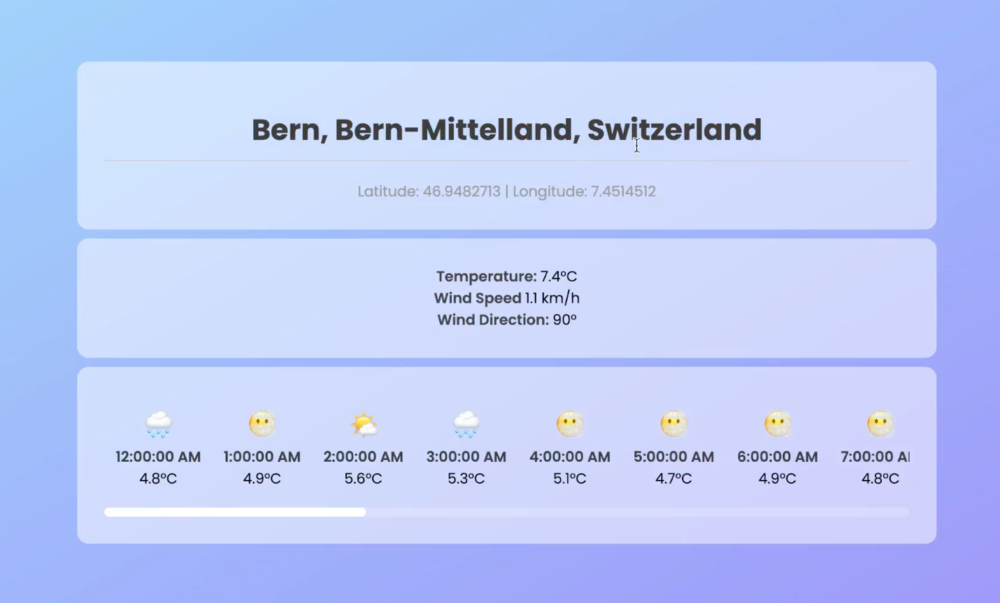 Bern, Bern-Mittelland, Switzerland
Latitude: 46.9482713 | Longitude: 7.4514512
Temperature: 7.4°C
Wind Speed 1.1 km/h
Wind Direction: 90°
12:00:00 AM 1:00:00 AM 2:00:00 AM 3:00:00 AM 4:00:00 AM 5:00:00 AM 6:00:00 AM 7:00:00
4.8°C 4.9°C 5.6°C 5.3°C 5.1°C 4.7°C 4.9°C 4.8°C